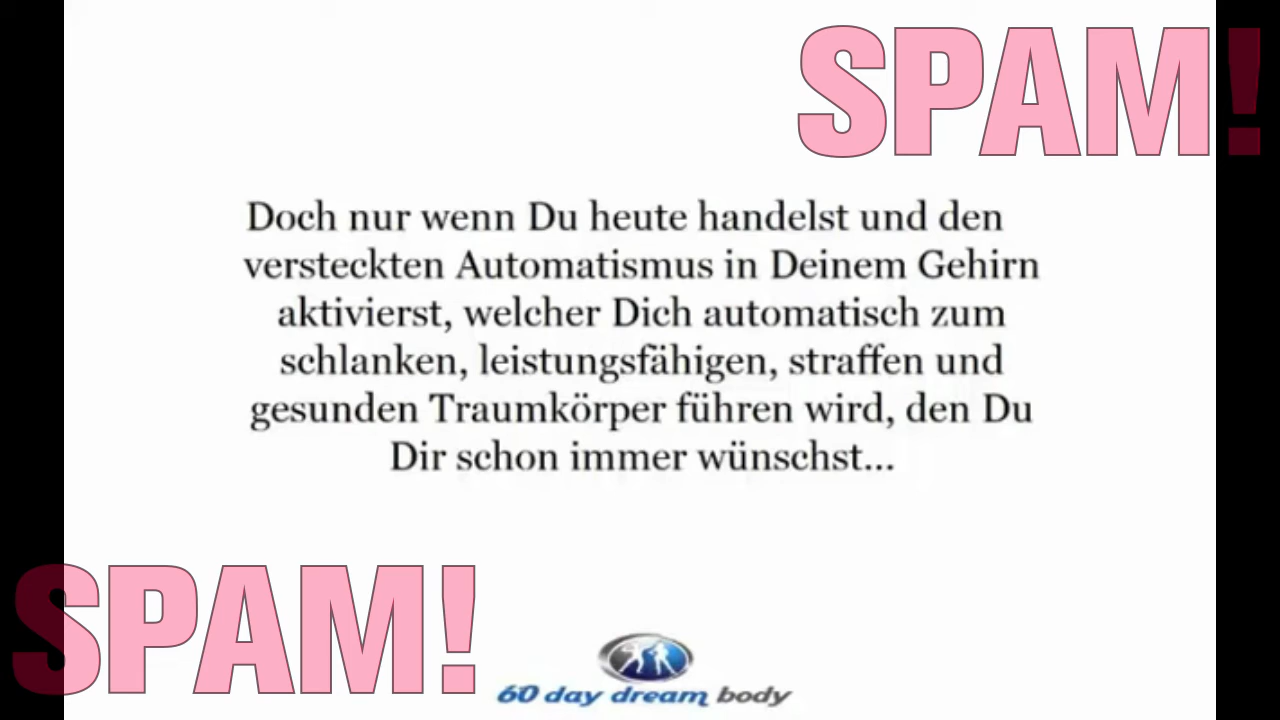 SPAM!
Doch nur wenn Du heute handelst und den
versteckten Automatismus in Deinem Gehirn
aktivierst, welcher Dich automatisch zum
schlanken, leistungsfähigen, straffen und
gesunden Traumkörper führen wird, den Du
Dir schon immer wünschst...
SPAM!
60 day dream body